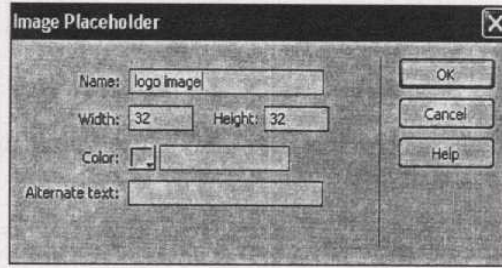 Image Placeholder
Name: logo image
OK
Width: 32 Height: 32
Cancel
Color:
Help
Alternate text: